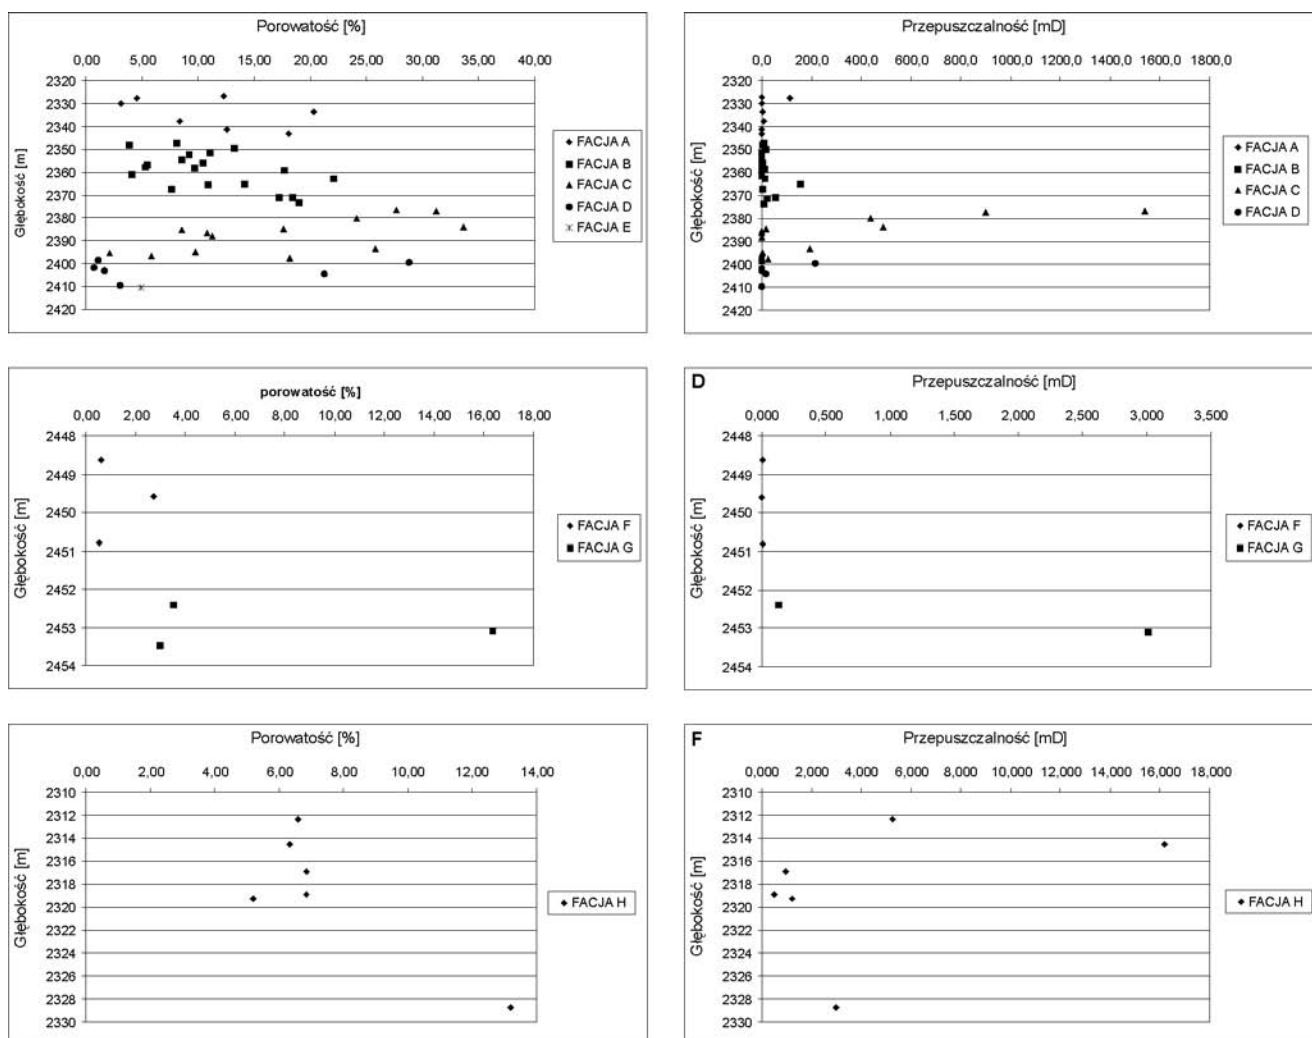 Porowatość [%]
0,00 5,00 10,00 15,00 20,00 25,00 30,00 35,00 40,00
Głębokość [m]
2320
2330
2340
2350
2360
2370
2380
2390
2400
2410
2420
FACJA A
FACJA B
FACJA C
FACJA D
FACJA E
Przepuszczalność [mD]
0,0 200,0 400,0 600,0 800,0 1000,0 1200,0 1400,0 1600,0 1800,0
Głębokość [m]
2320
2330
2340
2350
2360
2370
2380
2390
2400
2410
2420
FACJA A
FACJA B
FACJA C
FACJA D
porowatość [%]
0,00 2,00 4,00 6,00 8,00 10,00 12,00 14,00 16,00 18,00
Głębokość [m]
2448
2449
2450
2451
2452
2453
2454
FACJA F
FACJA G
D
Przepuszczalność [mD]
0,000 0,500 1,000 1,500 2,000 2,500 3,000 3,500
Głębokość [m]
2448
2449
2450
2451
2452
2453
2454
FACJA F
FACJA G
Porowatość [%]
0,00 2,00 4,00 6,00 8,00 10,00 12,00 14,00
Głębokość [m]
2310
2312
2314
2316
2318
2320
2322
2324
2326
2328
2330
FACJA H
F
Przepuszczalność [mD]
0,000 2,000 4,000 6,000 8,000 10,000 12,000 14,000 16,000 18,000
Głębokość [m]
2310
2312
2314
2316
2318
2320
2322
2324
2326
2328
2330
FACJA H